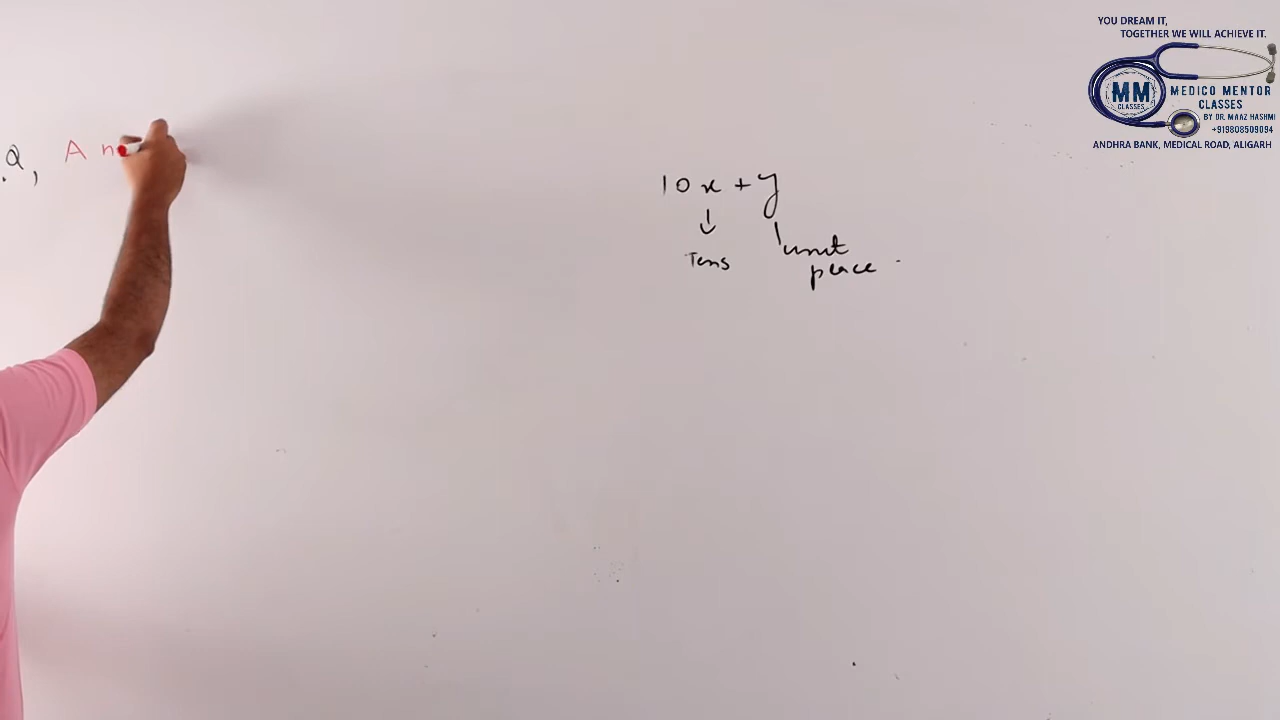 YOU DREAM IT,
TOGETHER WE WILL ACHIEVE IT.
MM
CLASSES
MEDICO MENTOR
CLASSES
BY DR. MAAZ HASHMI
+919808509094
ANDHRA BANK, MEDICAL ROAD, ALIGARH
Q, A n
10x + y
Tens
unit
place